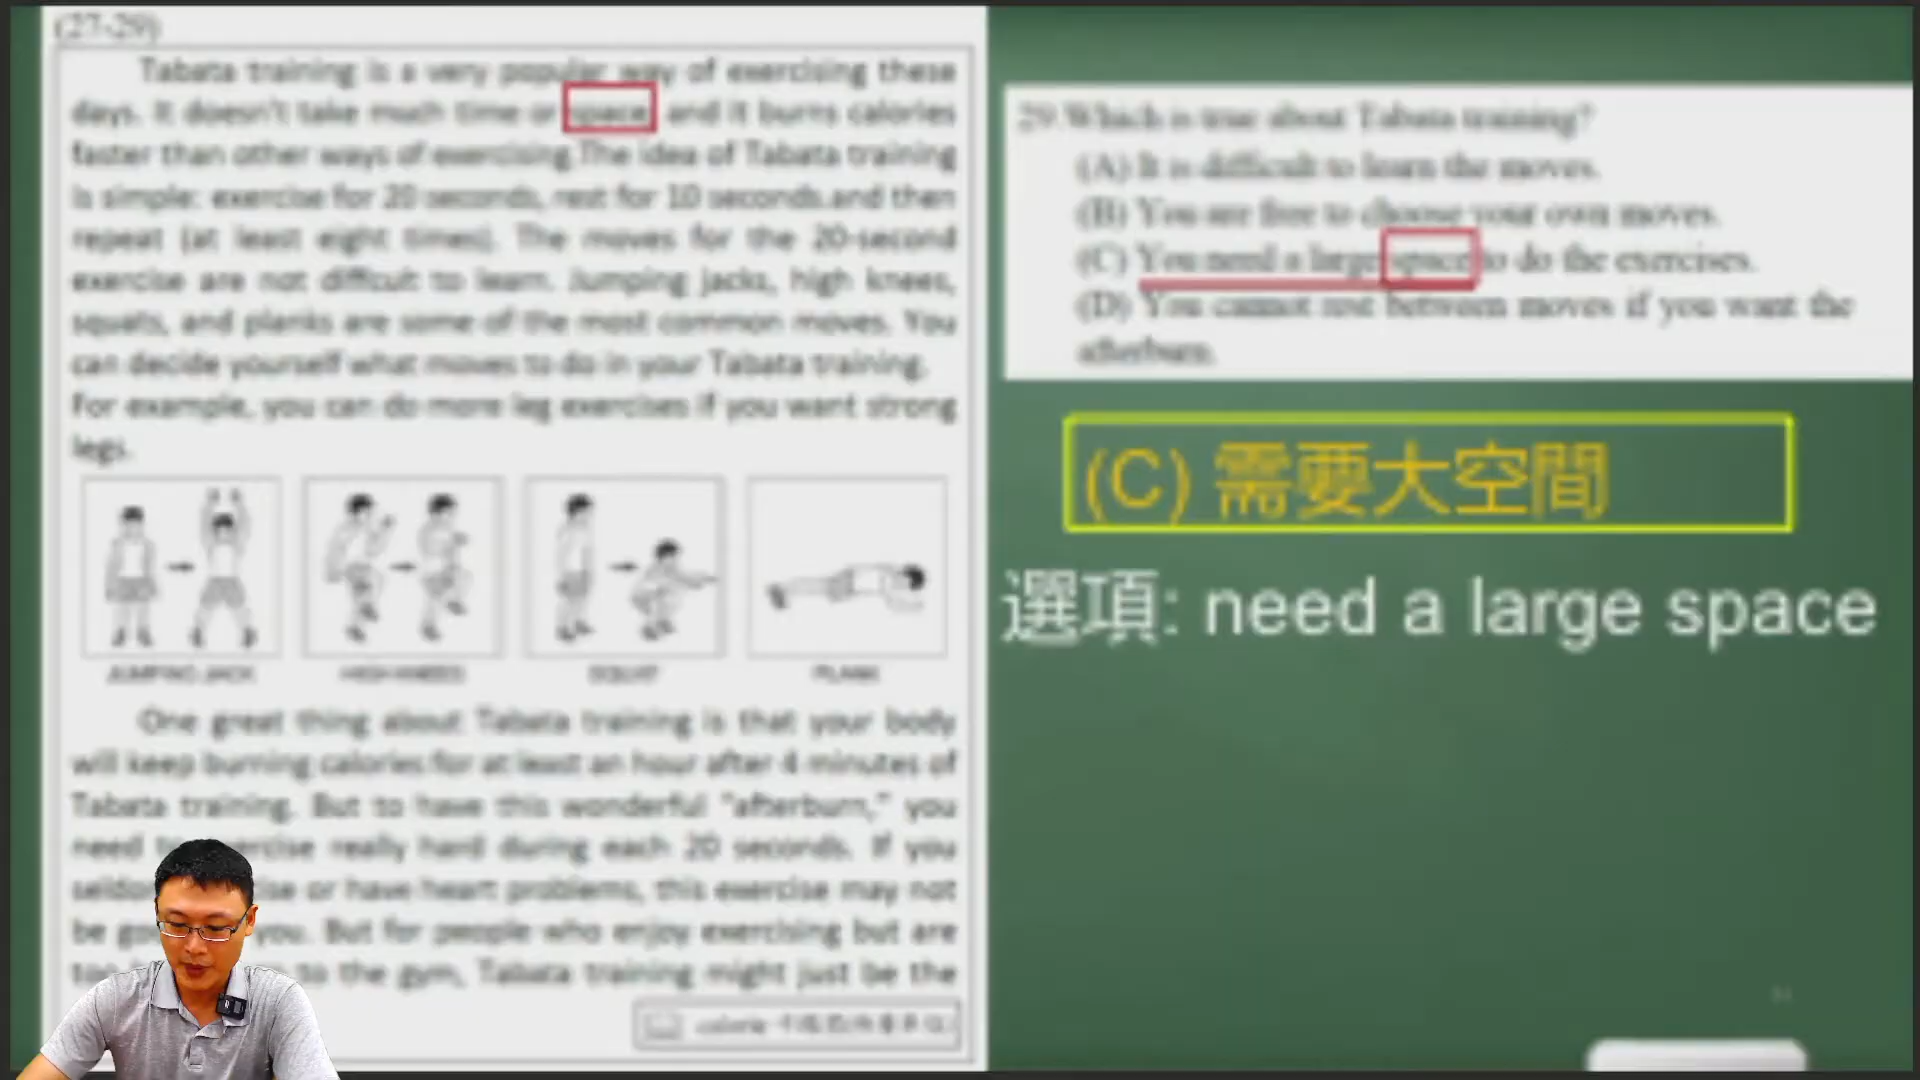 (27-29)
Tabata training is a very popular way of exercising these
days. It doesn't take much time or space, and it burns calories
faster than other ways of exercising.The idea of Tabata training
is simple: exercise for 20 seconds, rest for 10 seconds,and then
repeat (at least eight times). The moves for the 20-second
exercise are not difficult to learn. Jumping jacks, high knees,
squats, and planks are some of the most common moves. You
can decide yourself what moves to do in your Tabata training.
For example, you can do more leg exercises if you want strong
legs.
JUMPING JACK HIGH KNEES SQUAT PLANK
One great thing about Tabata training is that your body
will keep burning calories for at least an hour after 4 minutes of
Tabata training. But to have this wonderful "afterburn," you
need to exercise really hard during each 20 seconds. If you
or have heart problems, this exercise may not
be you. But for people who enjoy exercising but are
to the gym, Tabata training might just be the
calorie
29.Which is true about Tabata training?
(A) It is difficult to learn the moves.
(B) You are free to choose your own moves.
(C) You need a large space to do the exercises.
(D) You cannot rest between moves if you want the
afterburn.
(C) 需要大空間
選項: need a large space